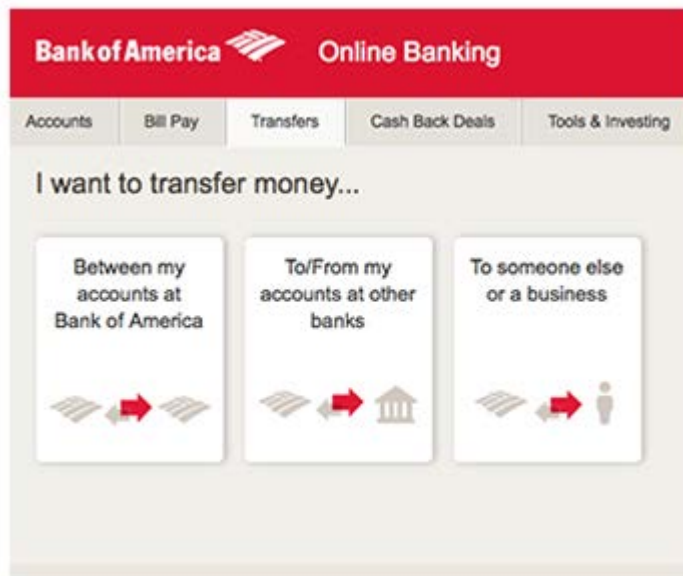 Bank of America Online Banking
Accounts Bill Pay Transfers Cash Back Deals Tools & Investing
I want to transfer money...
Between my
accounts at
Bank of America
To/From my
accounts at other
banks
To someone else
or a business